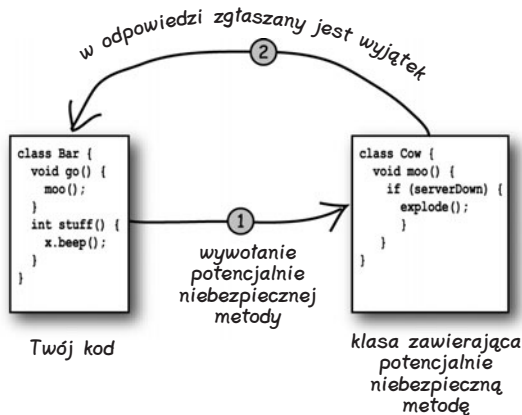 w odpowiedzi zgłaszany jest wyjątek
2
class Bar {
void go() {
moo();
}
int stuff() {
x.beep();
}
}
1
wywołanie
potencjalnie
niebezpiecznej
metody
class Cow {
void moo() {
if (serverDown) {
explode();
}
}
}
Twój kod
klasa zawierająca
potencjalnie
niebezpieczną
metodę